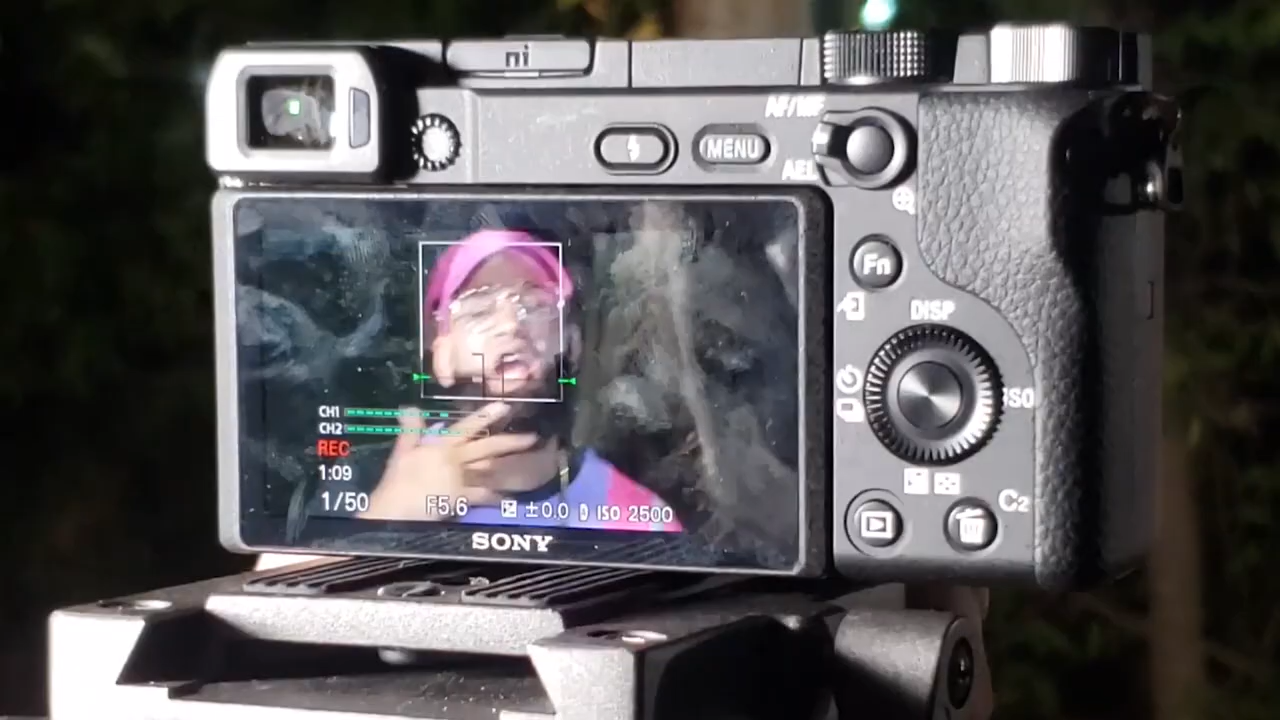 MENU
AF/MF
AEL
Fn
DISP
ISO
C2
CH1
CH2
REC
1:09
1/50 F5.6 ±0.0 ISO 2500
SONY